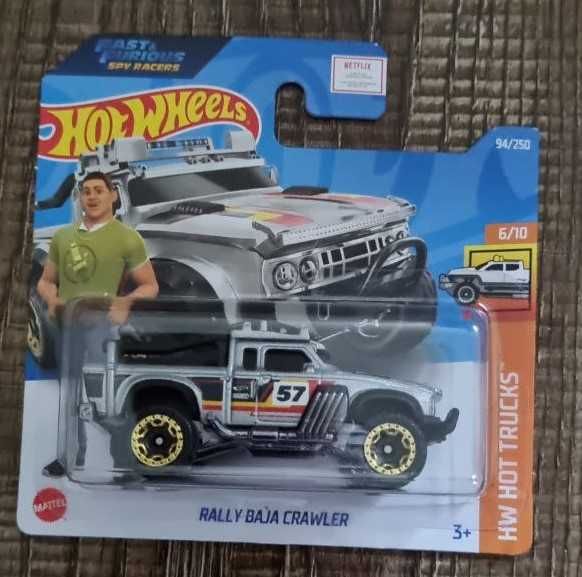 FAST & FURIOUS
SPY RACERS
NETFLIX
HOT WHEELS
94/250
6/10
57
HW HOT TRUCKS™
MATTEL
RALLY BAJA CRAWLER
3+